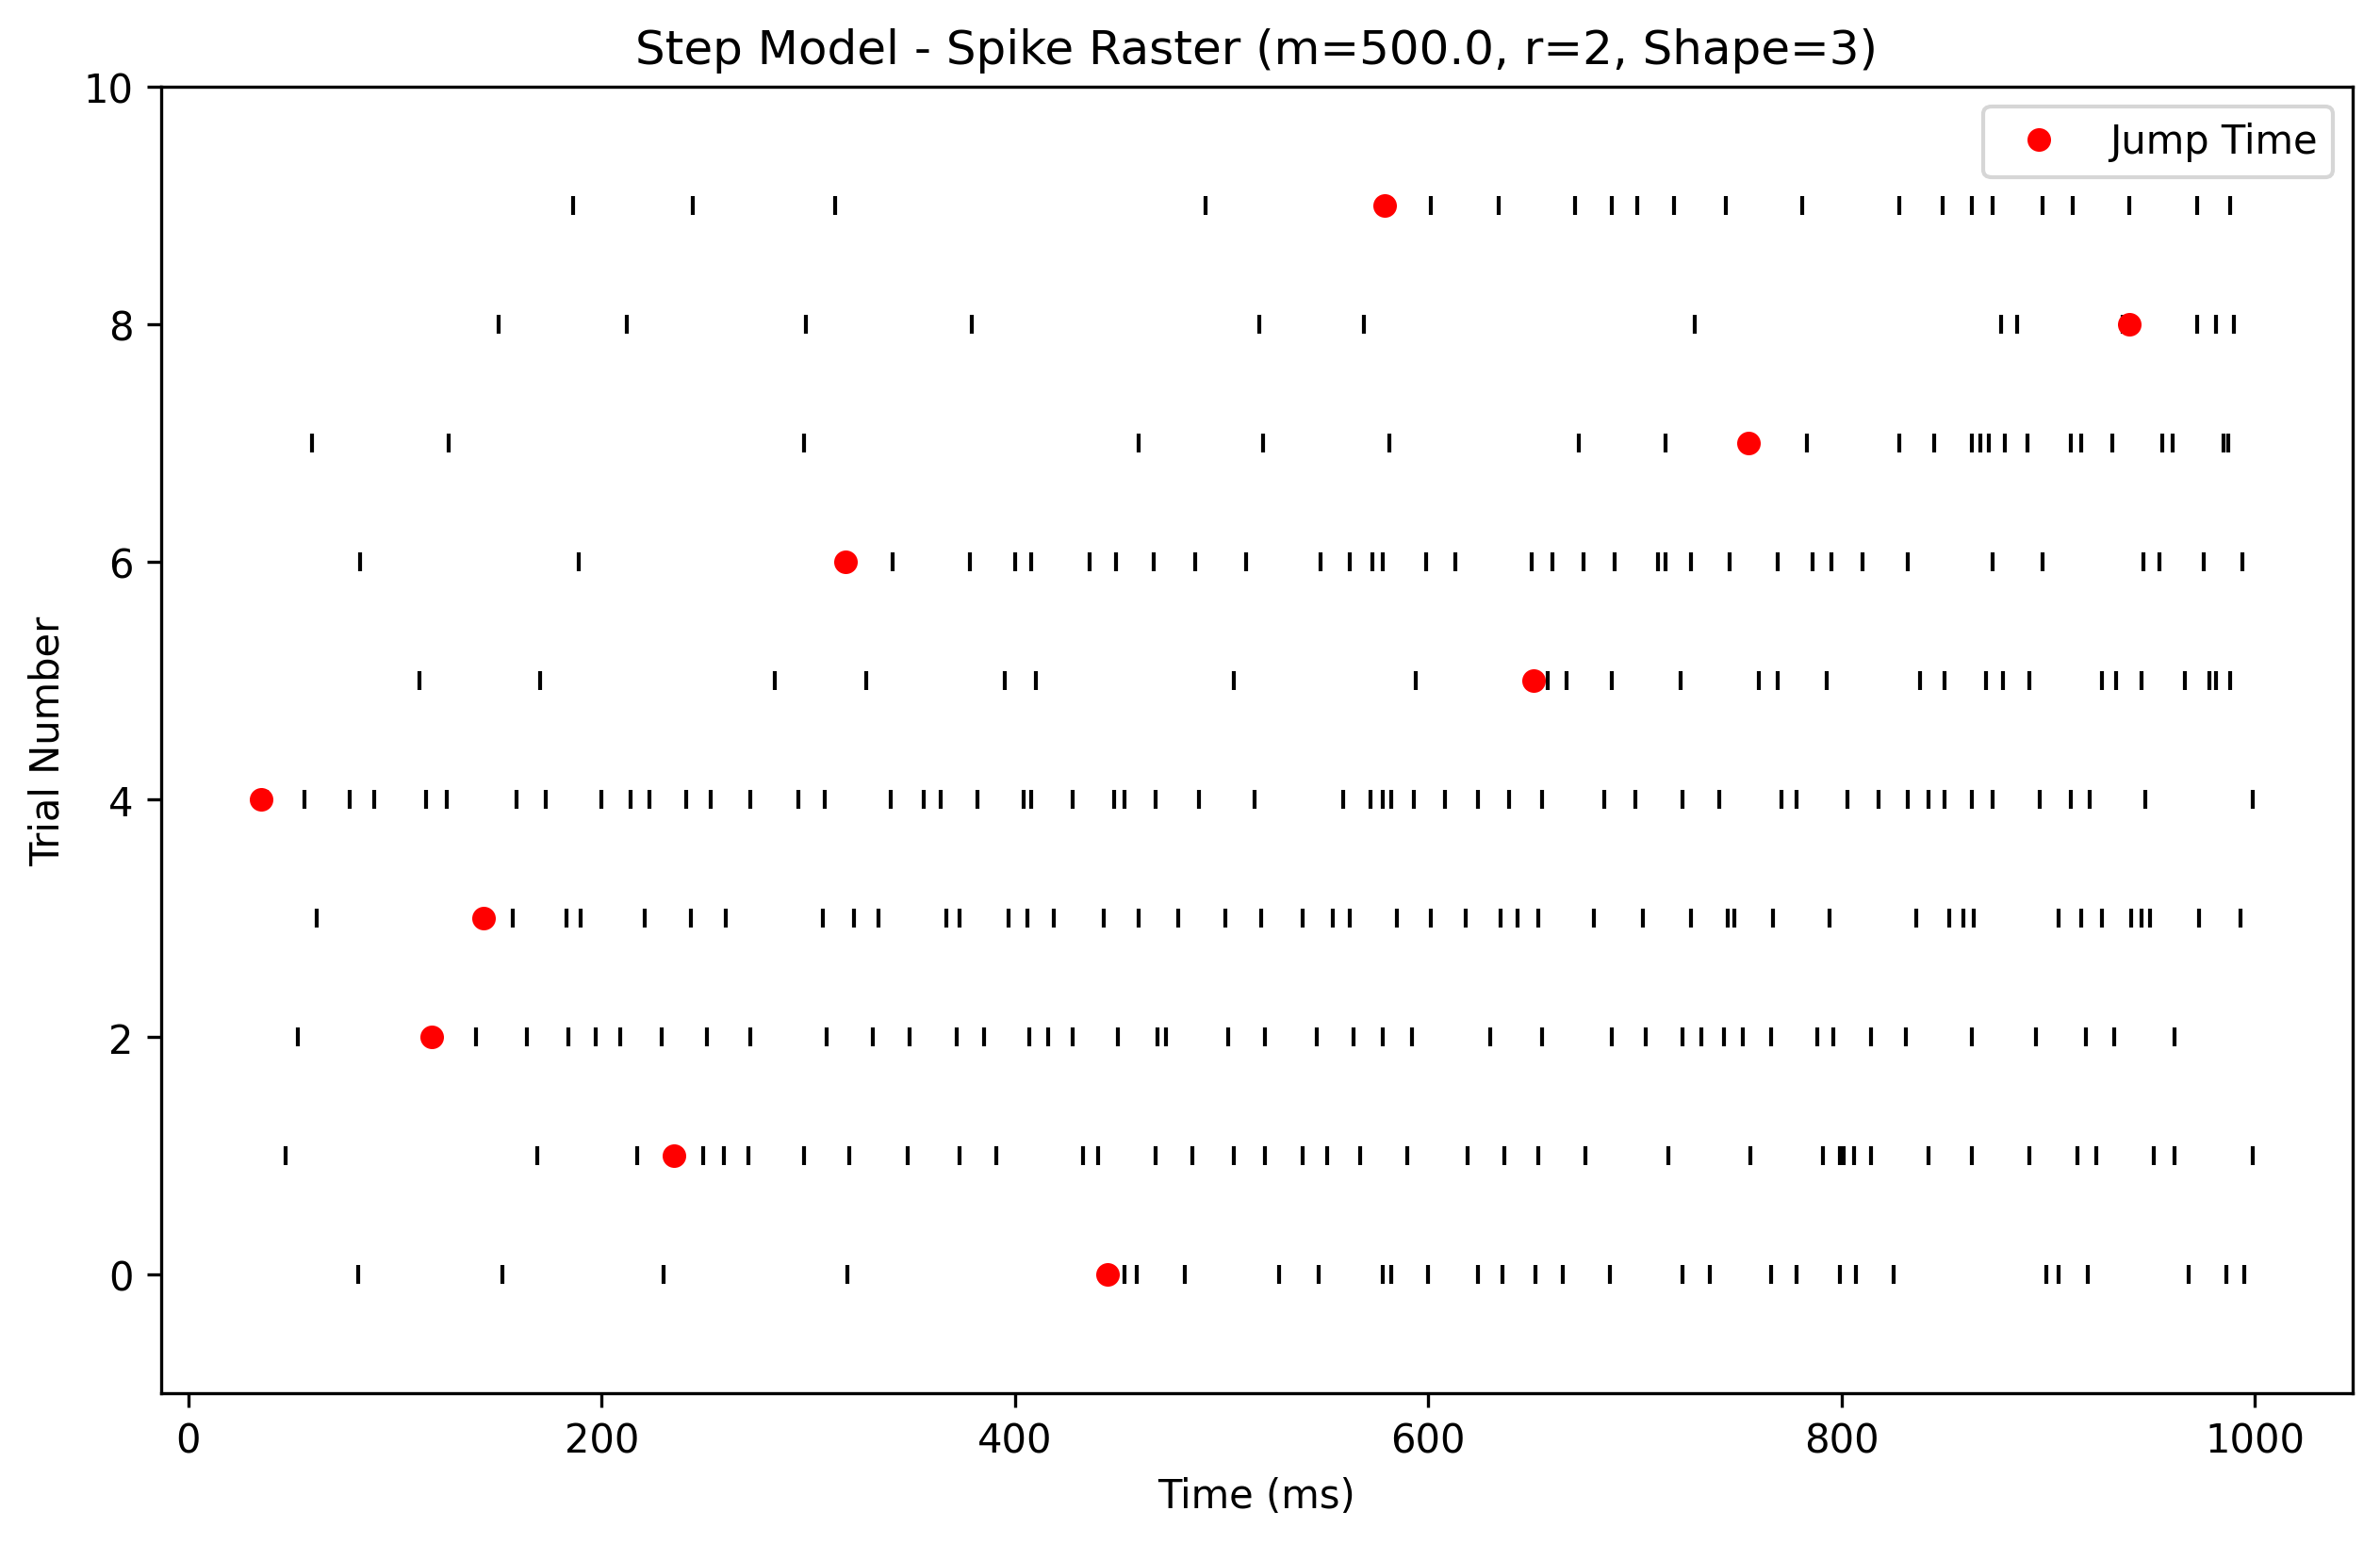 Step Model - Spike Raster (m=500.0, r=2, Shape=3)
10
Jump Time
8
6
Trial Number
4
2
0
0 200 400 600 800 1000
Time (ms)